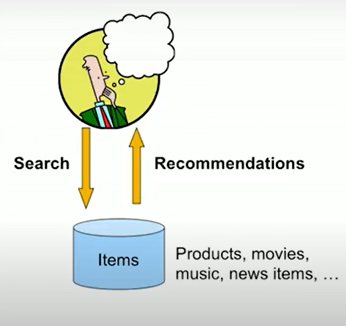 Search
Recommendations
Items
Products, movies,
music, news items, …